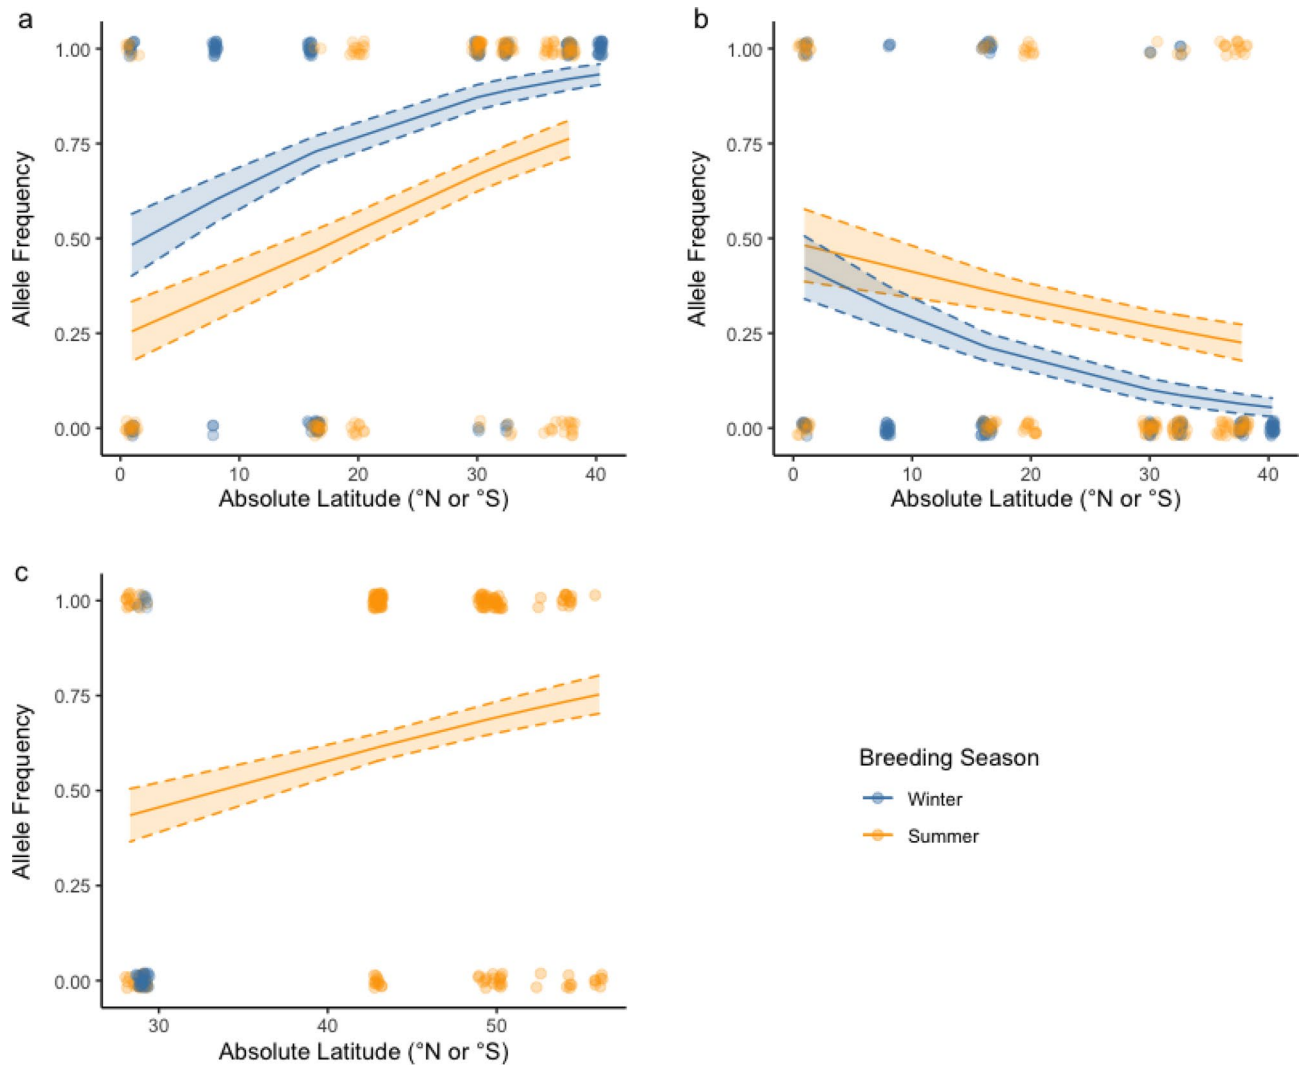 a
1.00
0.75
0.50
0.25
0.00
Allele Frequency
0 10 20 30 40
Absolute Latitude (°N or °S)
b
1.00
0.75
0.50
0.25
0.00
Allele Frequency
0 10 20 30 40
Absolute Latitude (°N or °S)
c
1.00
0.75
0.50
0.25
0.00
Allele Frequency
30 40 50
Absolute Latitude (°N or °S)
Breeding Season
Winter
Summer